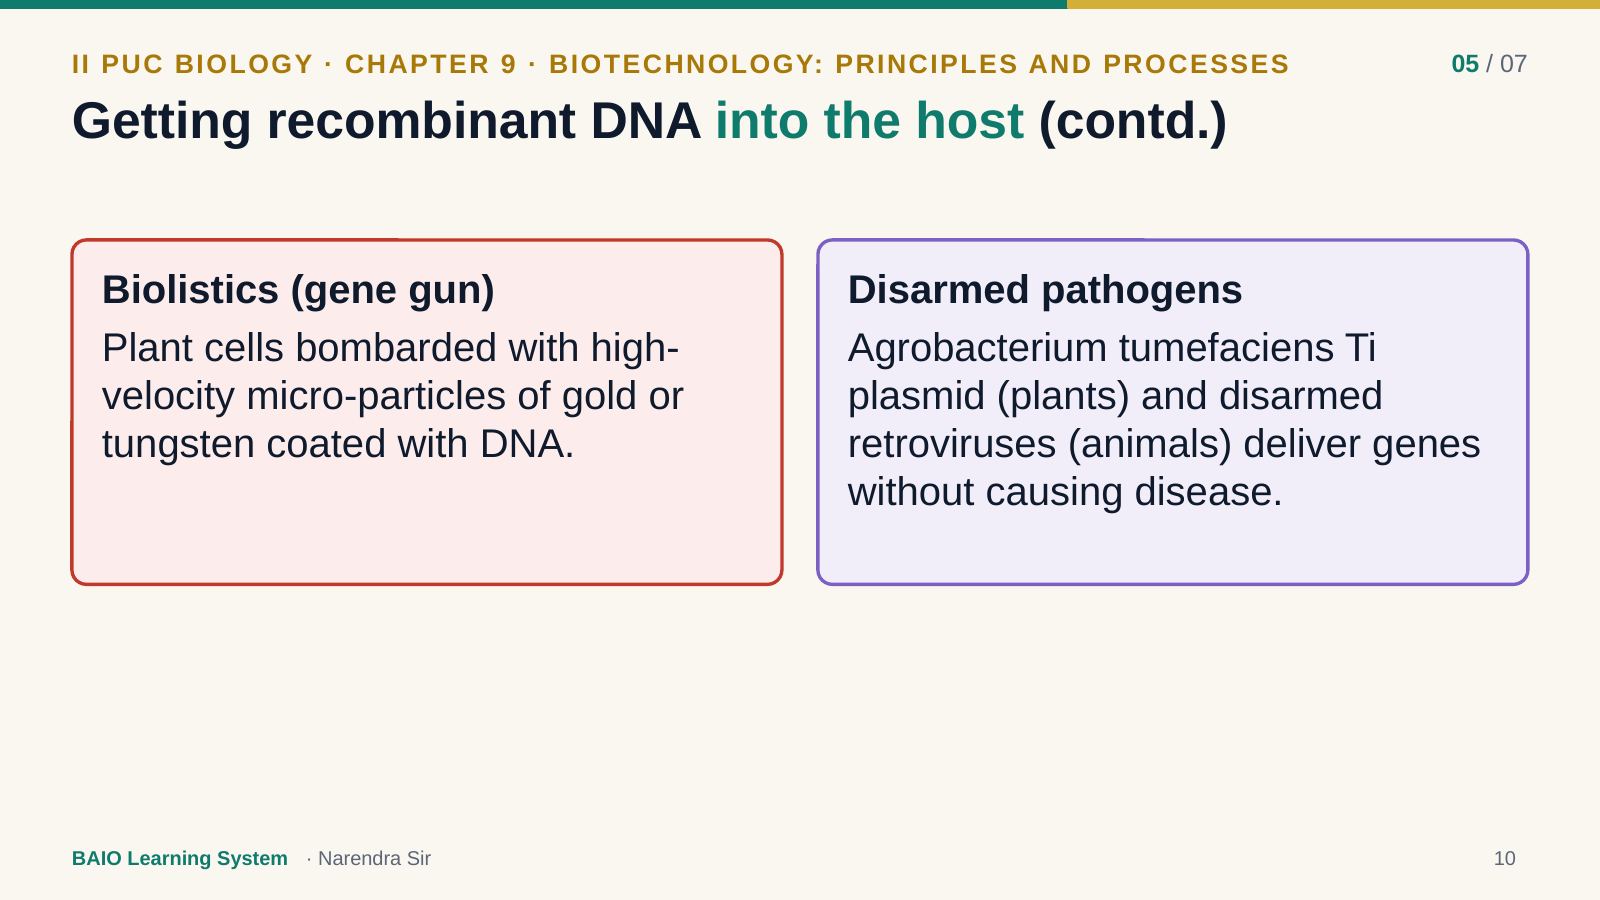 II PUC BIOLOGY · CHAPTER 9 · BIOTECHNOLOGY: PRINCIPLES AND PROCESSES
05 / 07
Getting recombinant DNA into the host (contd.)
Biolistics (gene gun)
Plant cells bombarded with high-
velocity micro-particles of gold or
tungsten coated with DNA.
Disarmed pathogens
Agrobacterium tumefaciens Ti
plasmid (plants) and disarmed
retroviruses (animals) deliver genes
without causing disease.
BAIO Learning System · Narendra Sir
10